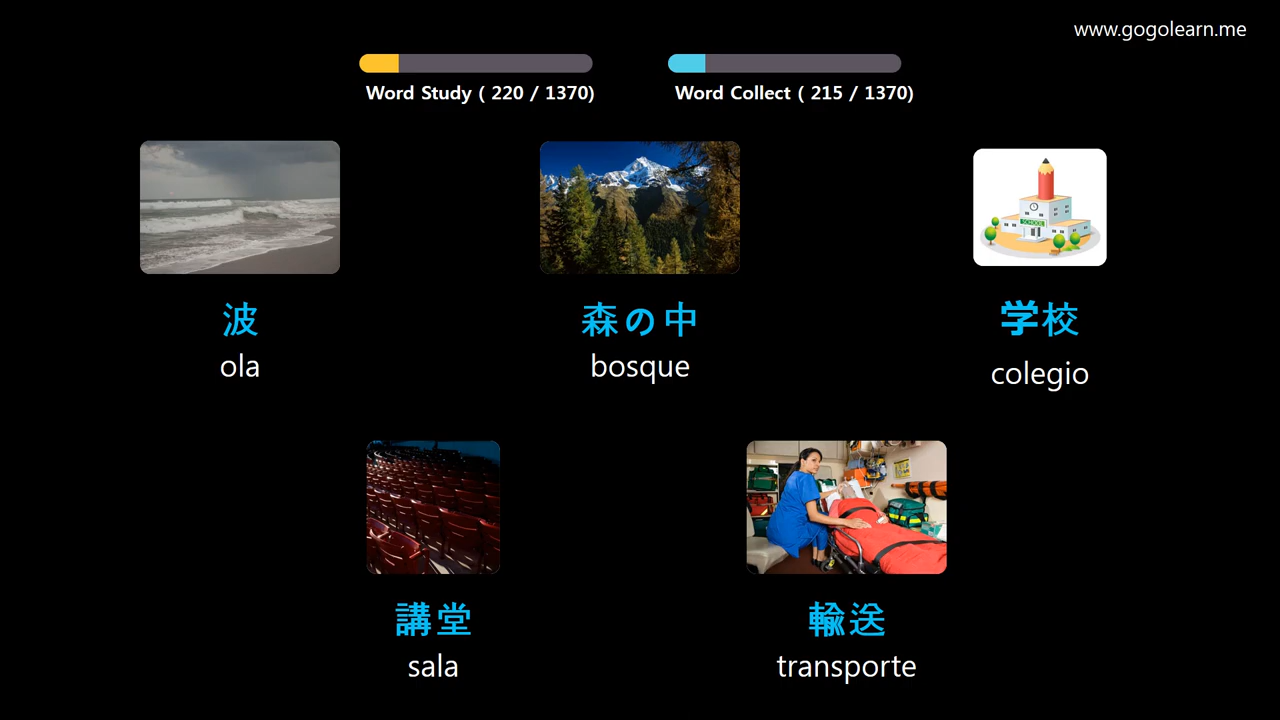 www.gogolearn.me
Word Study ( 220 / 1370)
Word Collect ( 215 / 1370)
SCHOOL
波
ola
森の中
bosque
学校
colegio
講堂
sala
輸送
transporte